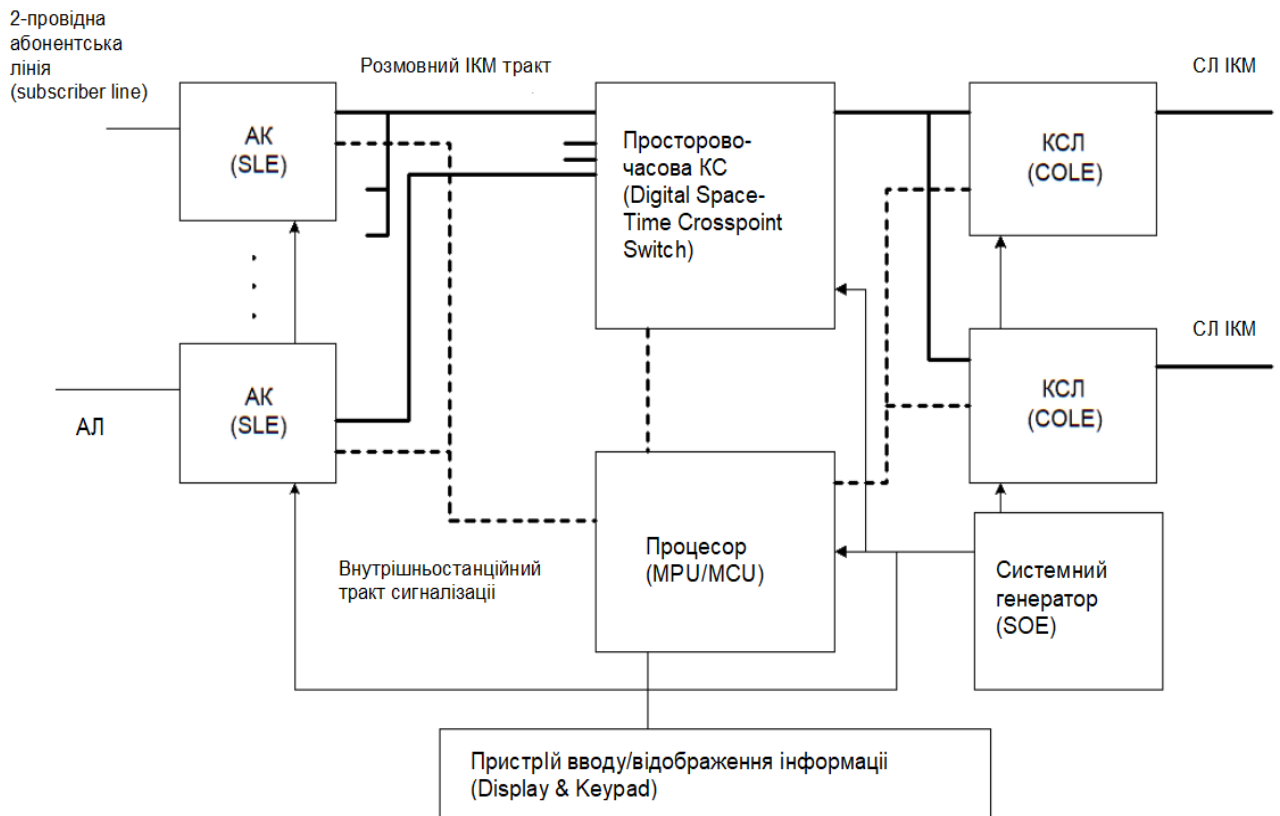 2-провідна
абонентська
лінія
(subscriber line)
Розмовний ІКМ тракт
СЛ ІКМ
АК
(SLE)
Просторово-
часова КС
(Digital Space-
Time Crosspoint
Switch)
КСЛ
(COLE)
СЛ ІКМ
АК
(SLE)
КСЛ
(COLE)
АЛ
Внутрішньостанційний
тракт сигналізаціі
Процесор
(MPU/MCU)
Системний
генератор
(SOE)
Пристрій вводу/відображення інформаціі
(Display & Keypad)